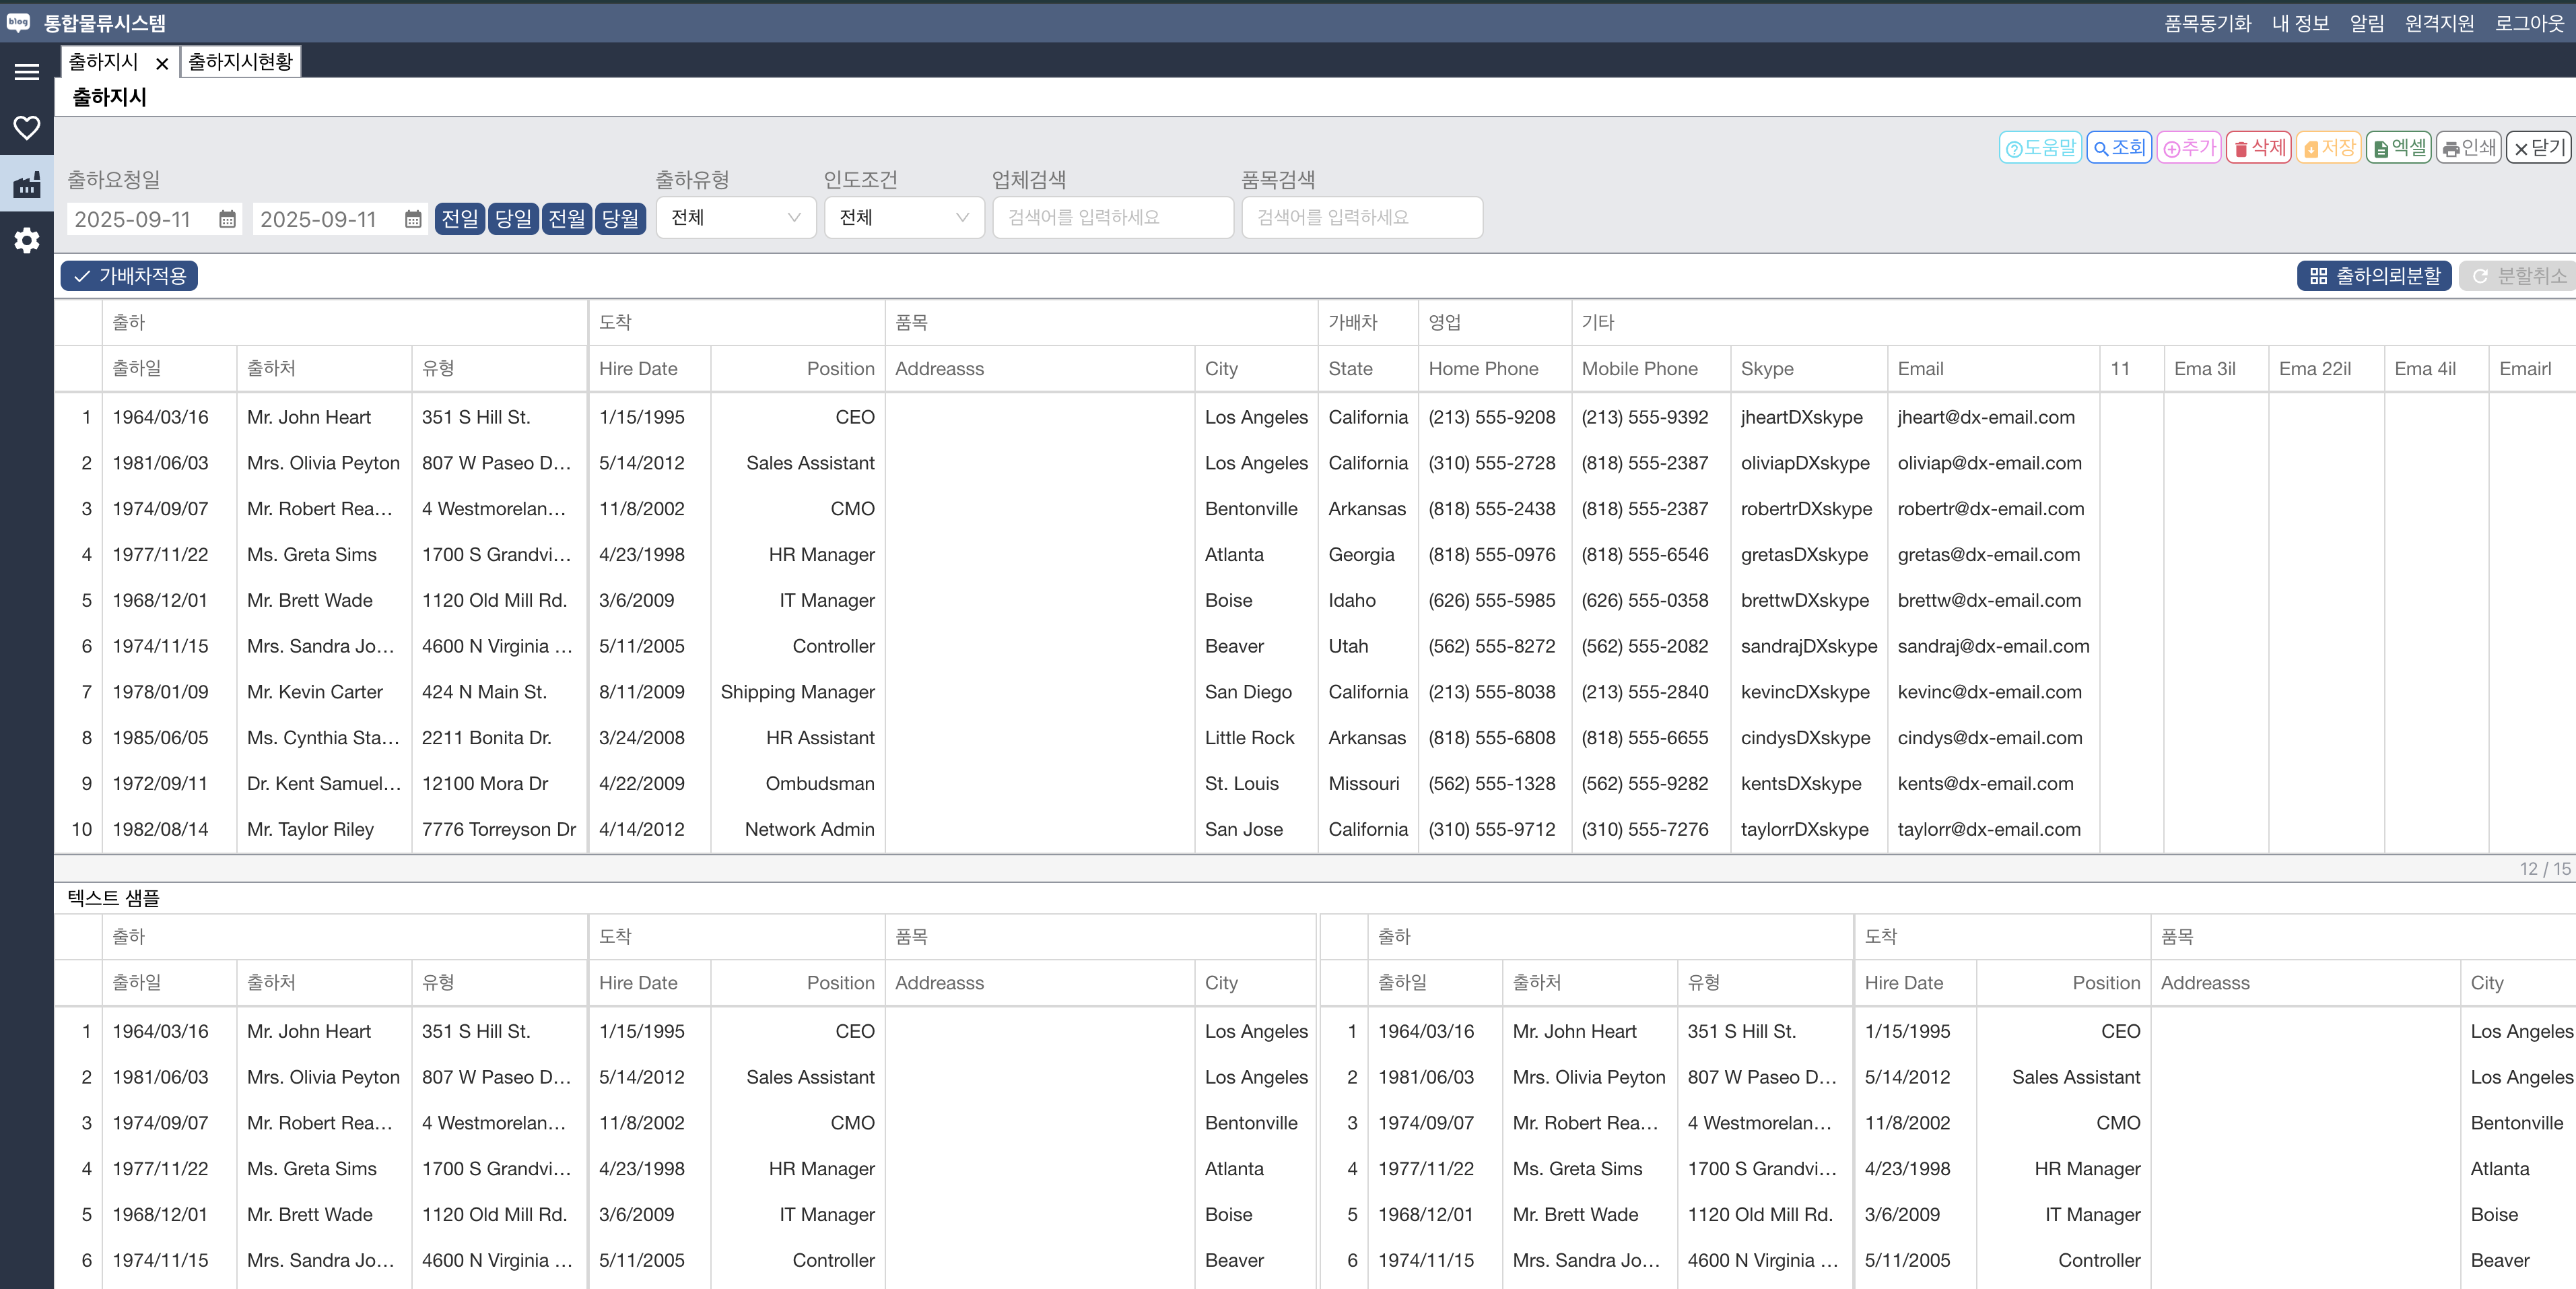 blog 통합물류시스템 품목동기화 내 정보 알림 원격지원 로그아웃
출하지시 출하지시현황
출하지시
도움말 조회 추가 삭제 저장 엑셀 인쇄 닫기
출하요청일 출하유형 인도조건 업체검색 품목검색
2025-09-11 2025-09-11 전일 당일 전월 당월 전체 전체 검색어를 입력하세요 검색어를 입력하세요
가배차적용 출하의뢰분할 분할취소
출하 도착 품목 가배차 영업 기타
출하일 출하처 유형 Hire Date Position Addreasss City State Home Phone Mobile Phone Skype Email 11 Ema 3il Ema 22il Ema 4il Emairl
1 1964/03/16 Mr. John Heart 351 S Hill St. 1/15/1995 CEO Los Angeles California (213) 555-9208 (213) 555-9392 jheartDXskype jheart@dx-email.com
2 1981/06/03 Mrs. Olivia Peyton 807 W Paseo D... 5/14/2012 Sales Assistant Los Angeles California (310) 555-2728 (818) 555-2387 oliviapDXskype oliviap@dx-email.com
3 1974/09/07 Mr. Robert Rea... 4 Westmorelan... 11/8/2002 CMO Bentonville Arkansas (818) 555-2438 (818) 555-2387 robertrDXskype robertr@dx-email.com
4 1977/11/22 Ms. Greta Sims 1700 S Grandvi... 4/23/1998 HR Manager Atlanta Georgia (818) 555-0976 (818) 555-6546 gretasDXskype gretas@dx-email.com
5 1968/12/01 Mr. Brett Wade 1120 Old Mill Rd. 3/6/2009 IT Manager Boise Idaho (626) 555-5985 (626) 555-0358 brettwDXskype brettw@dx-email.com
6 1974/11/15 Mrs. Sandra Jo... 4600 N Virginia ... 5/11/2005 Controller Beaver Utah (562) 555-8272 (562) 555-2082 sandrajDXskype sandraj@dx-email.com
7 1978/01/09 Mr. Kevin Carter 424 N Main St. 8/11/2009 Shipping Manager San Diego California (213) 555-8038 (213) 555-2840 kevincDXskype kevinc@dx-email.com
8 1985/06/05 Ms. Cynthia Sta... 2211 Bonita Dr. 3/24/2008 HR Assistant Little Rock Arkansas (818) 555-6808 (818) 555-6655 cindysDXskype cindys@dx-email.com
9 1972/09/11 Dr. Kent Samuel... 12100 Mora Dr 4/22/2009 Ombudsman St. Louis Missouri (562) 555-1328 (562) 555-9282 kentsDXskype kents@dx-email.com
10 1982/08/14 Mr. Taylor Riley 7776 Torreyson Dr 4/14/2012 Network Admin San Jose California (310) 555-9712 (310) 555-7276 taylorrDXskype taylorr@dx-email.com
12 / 15
텍스트 샘플
출하 도착 품목 출하 도착 품목
출하일 출하처 유형 Hire Date Position Addreasss City 출하일 출하처 유형 Hire Date Position Addreasss City
1 1964/03/16 Mr. John Heart 351 S Hill St. 1/15/1995 CEO Los Angeles 1 1964/03/16 Mr. John Heart 351 S Hill St. 1/15/1995 CEO Los Angeles
2 1981/06/03 Mrs. Olivia Peyton 807 W Paseo D... 5/14/2012 Sales Assistant Los Angeles 2 1981/06/03 Mrs. Olivia Peyton 807 W Paseo D... 5/14/2012 Sales Assistant Los Angeles
3 1974/09/07 Mr. Robert Rea... 4 Westmorelan... 11/8/2002 CMO Bentonville 3 1974/09/07 Mr. Robert Rea... 4 Westmorelan... 11/8/2002 CMO Bentonville
4 1977/11/22 Ms. Greta Sims 1700 S Grandvi... 4/23/1998 HR Manager Atlanta 4 1977/11/22 Ms. Greta Sims 1700 S Grandvi... 4/23/1998 HR Manager Atlanta
5 1968/12/01 Mr. Brett Wade 1120 Old Mill Rd. 3/6/2009 IT Manager Boise 5 1968/12/01 Mr. Brett Wade 1120 Old Mill Rd. 3/6/2009 IT Manager Boise
6 1974/11/15 Mrs. Sandra Jo... 4600 N Virginia ... 5/11/2005 Controller Beaver 6 1974/11/15 Mrs. Sandra Jo... 4600 N Virginia ... 5/11/2005 Controller Beaver